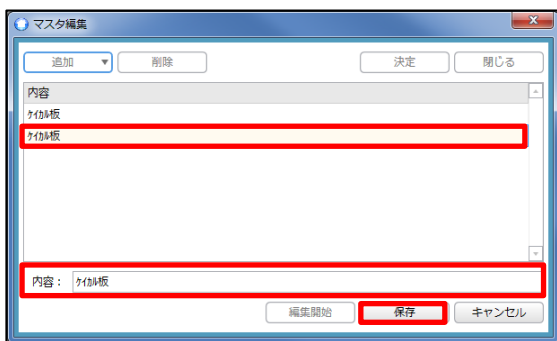 マスタ編集
追加 ▼ 削除 決定 閉じる
内容
ｹｲｶﾙ板
ｹｲｶﾙ板
内容： ｹｲｶﾙ板
編集開始 保存 キャンセル